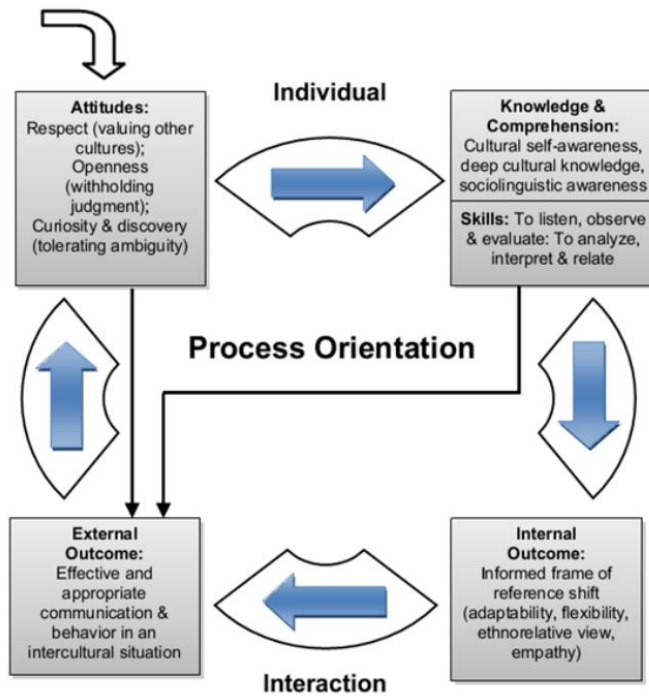 Individual
Attitudes:
Respect (valuing other
cultures);
Openness
(withholding
judgment);
Curiosity & discovery
(tolerating ambiguity)
Knowledge &
Comprehension:
Cultural self-awareness,
deep cultural knowledge,
sociolinguistic awareness
Skills: To listen, observe
& evaluate: To analyze,
interpret & relate
Process Orientation
External
Outcome:
Effective and
appropriate
communication &
behavior in an
intercultural situation
Internal
Outcome:
Informed frame of
reference shift
(adaptability, flexibility,
ethnorelative view,
empathy)
Interaction